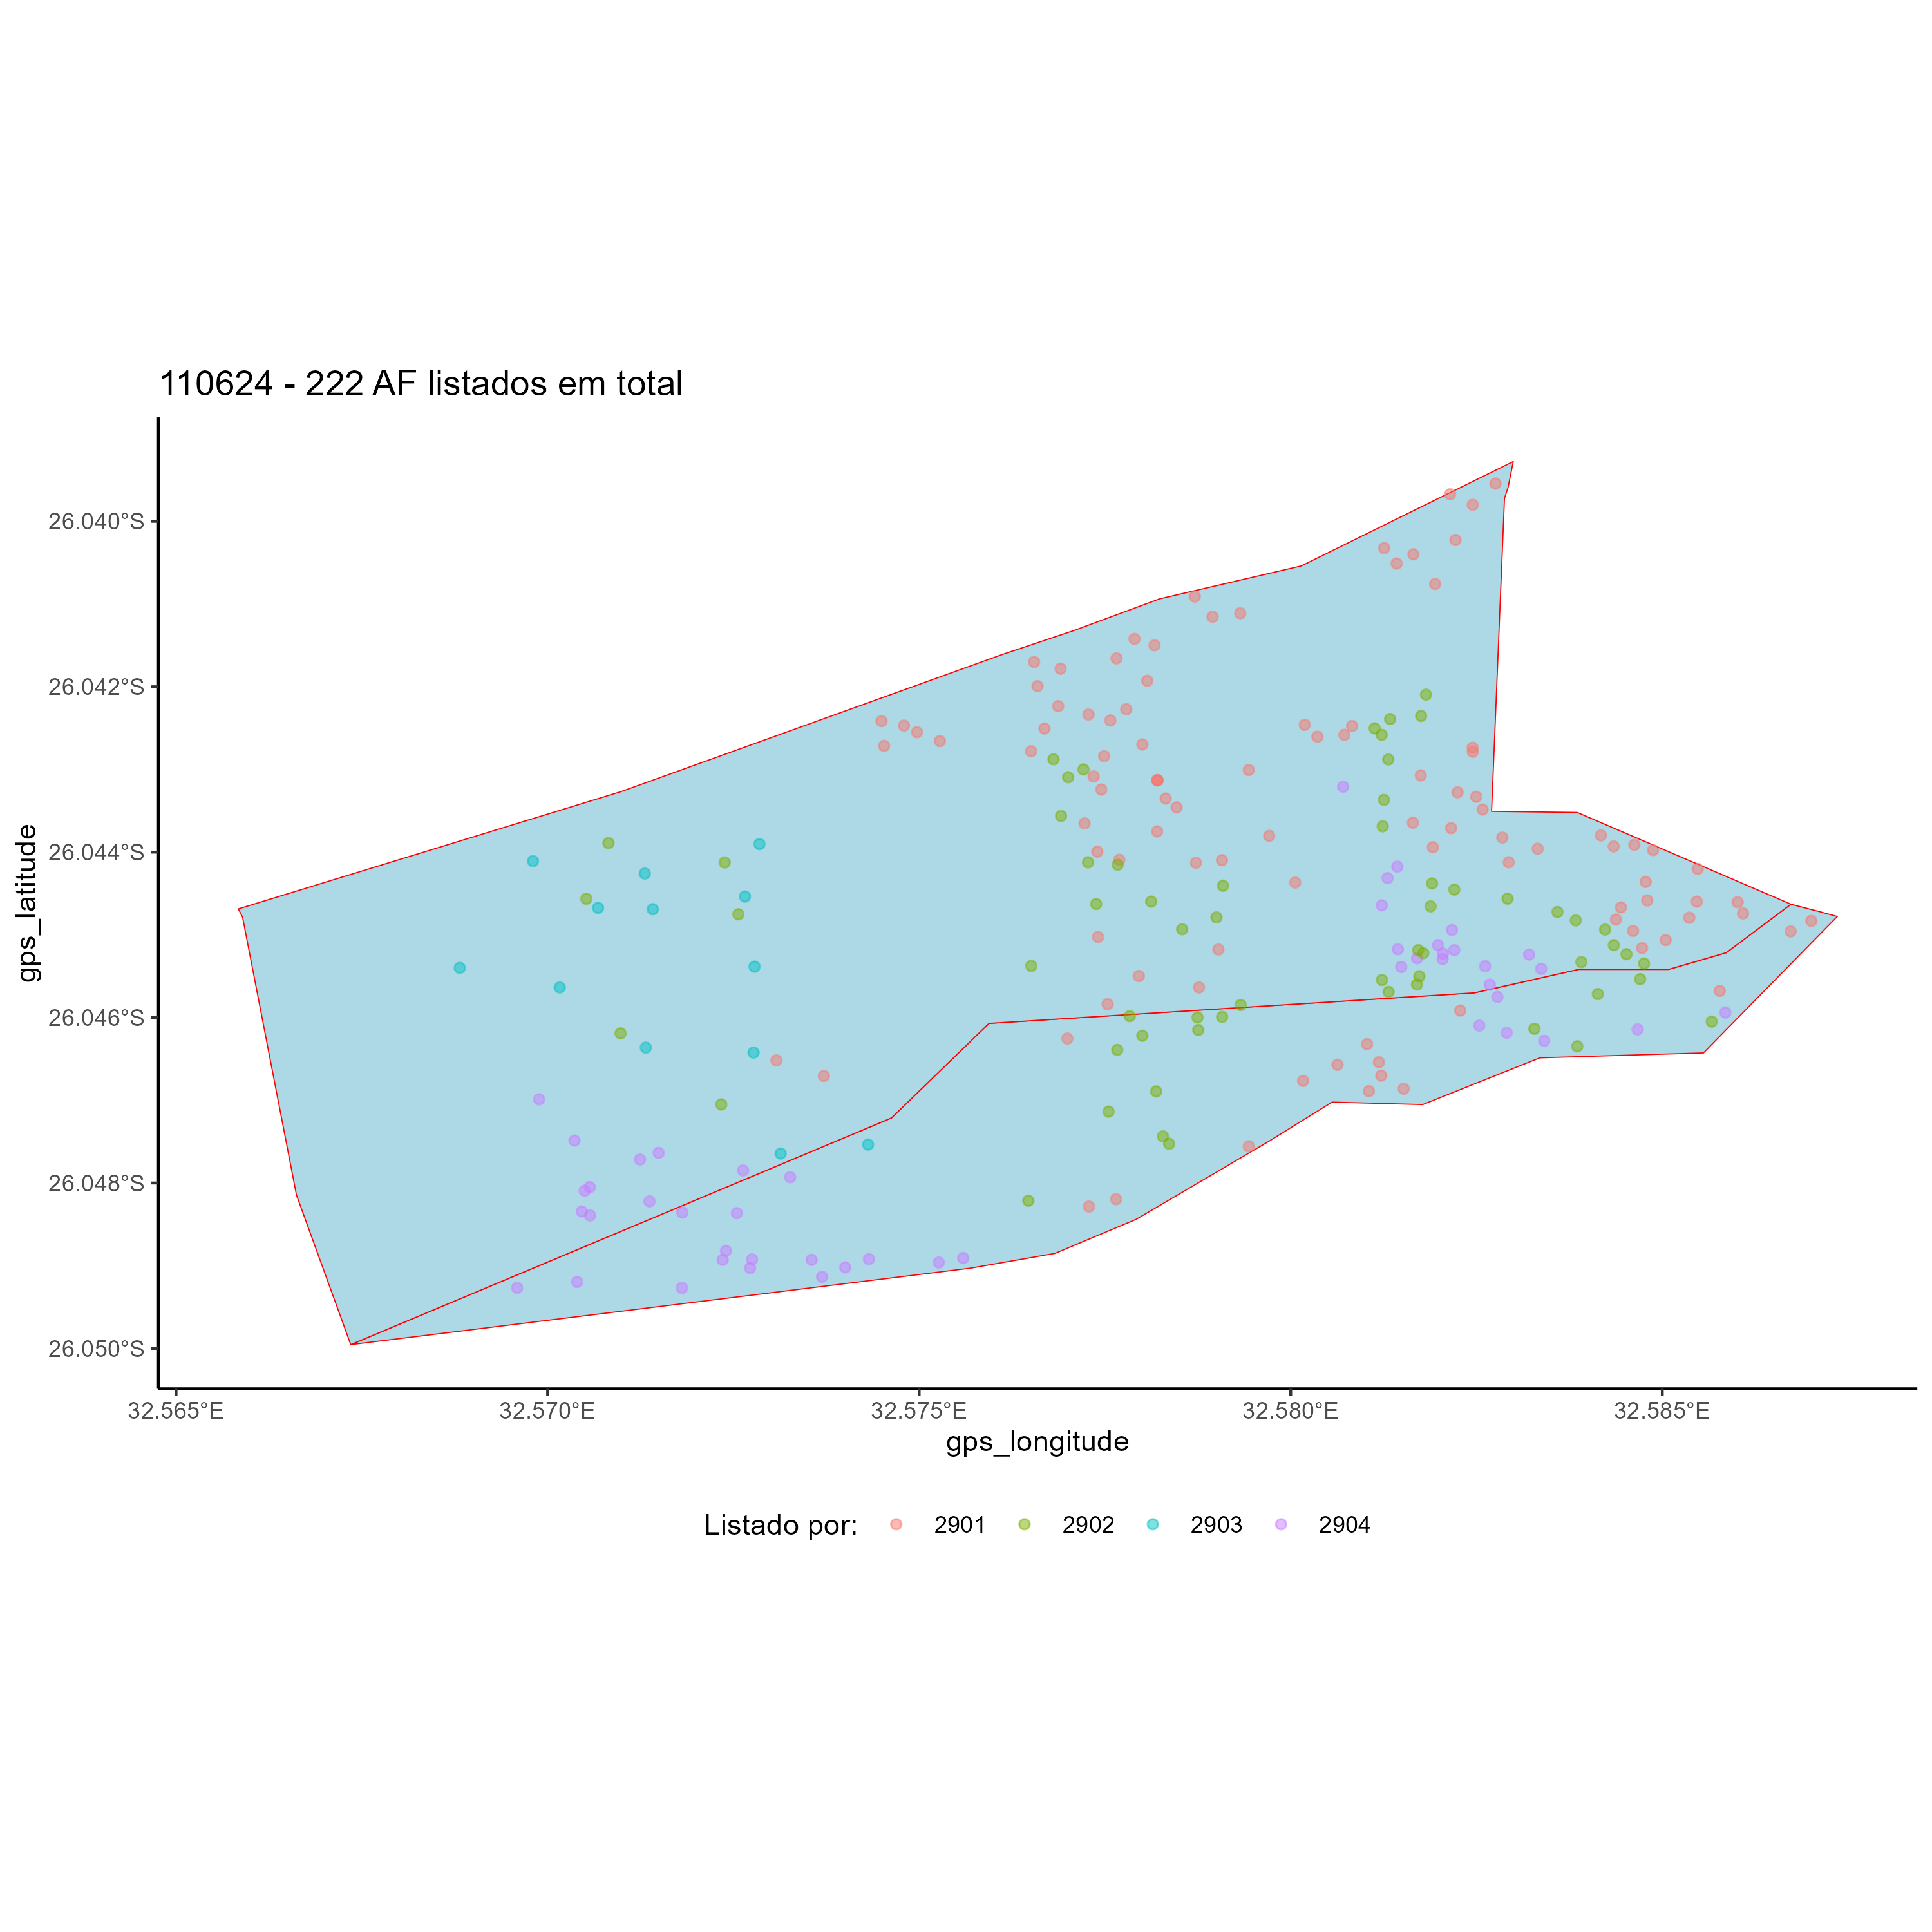 110624 - 222 AF listados em total
gps_latitude
26.040°S
26.042°S
26.044°S
26.046°S
26.048°S
26.050°S
32.565°E 32.570°E 32.575°E 32.580°E 32.585°E
gps_longitude
Listado por: 2901 2902 2903 2904